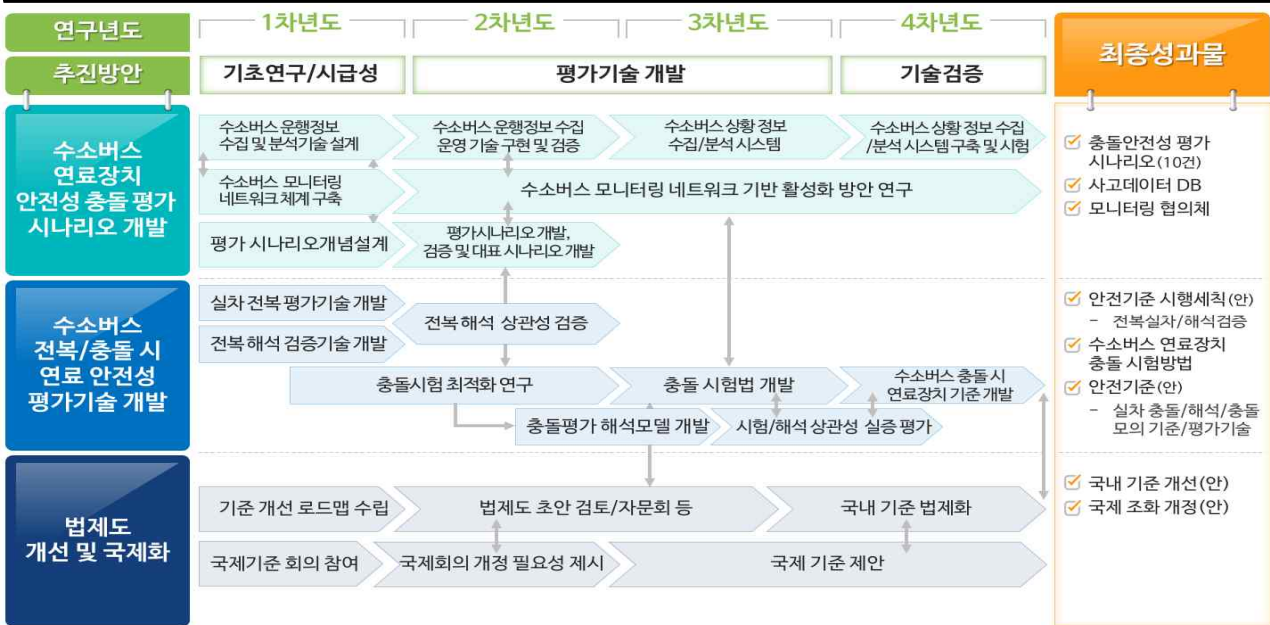 연구년도
1차년도
2차년도
3차년도
4차년도
최종성과물
추진방안
기초연구/시급성
평가기술 개발
기술검증
수소버스
연료장치
안전성 충돌 평가
시나리오 개발
수소버스 운행정보
수집 및 분석기술 설계
수소버스 운행정보 수집
운영 기술 구현 및 검증
수소버스 상황 정보
수집/분석 시스템
수소버스 상황 정보 수집
/분석 시스템 구축 및 시험
수소버스 모니터링
네트워크 체계 구축
수소버스 모니터링 네트워크 기반 활성화 방안 연구
평가 시나리오개념설계
평가시나리오 개발,
검증 및 대표 시나리오 개발
충돌안전성 평가
시나리오(10건)
사고데이터 DB
모니터링 협의체
수소버스
전복/충돌 시
연료 안전성
평가기술 개발
실차 전복 평가기술 개발
전복 해석 검증기술 개발
전복 해석 상관성 검증
충돌시험 최적화 연구
충돌 시험법 개발
수소버스 충돌 시
연료장치 기준 개발
충돌평가 해석모델 개발
시험/해석 상관성 실증 평가
안전기준 시행세칙(안)
- 전복실차/해석검증
수소버스 연료장치
충돌 시험방법
안전기준(안)
- 실차 충돌/해석/충돌
모의 기준/평가기술
법제도
개선 및 국제화
기준 개선 로드맵 수립
법제도 초안 검토/자문회 등
국내 기준 법제화
국제기준 회의 참여
국제회의 개정 필요성 제시
국제 기준 제안
국내 기준 개선(안)
국제 조화 개정(안)